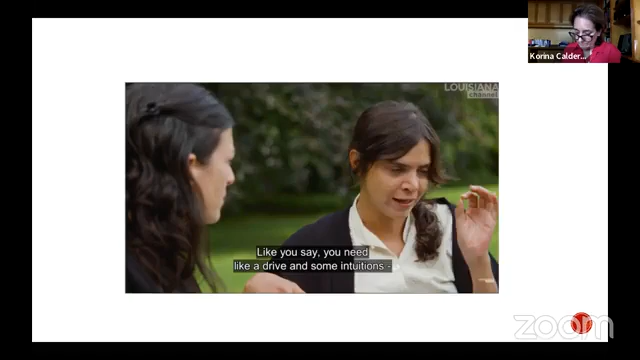 Korina Calder...
LOUISIANA
channel
Like you say, you need
like a drive and some intuitions -
zoom